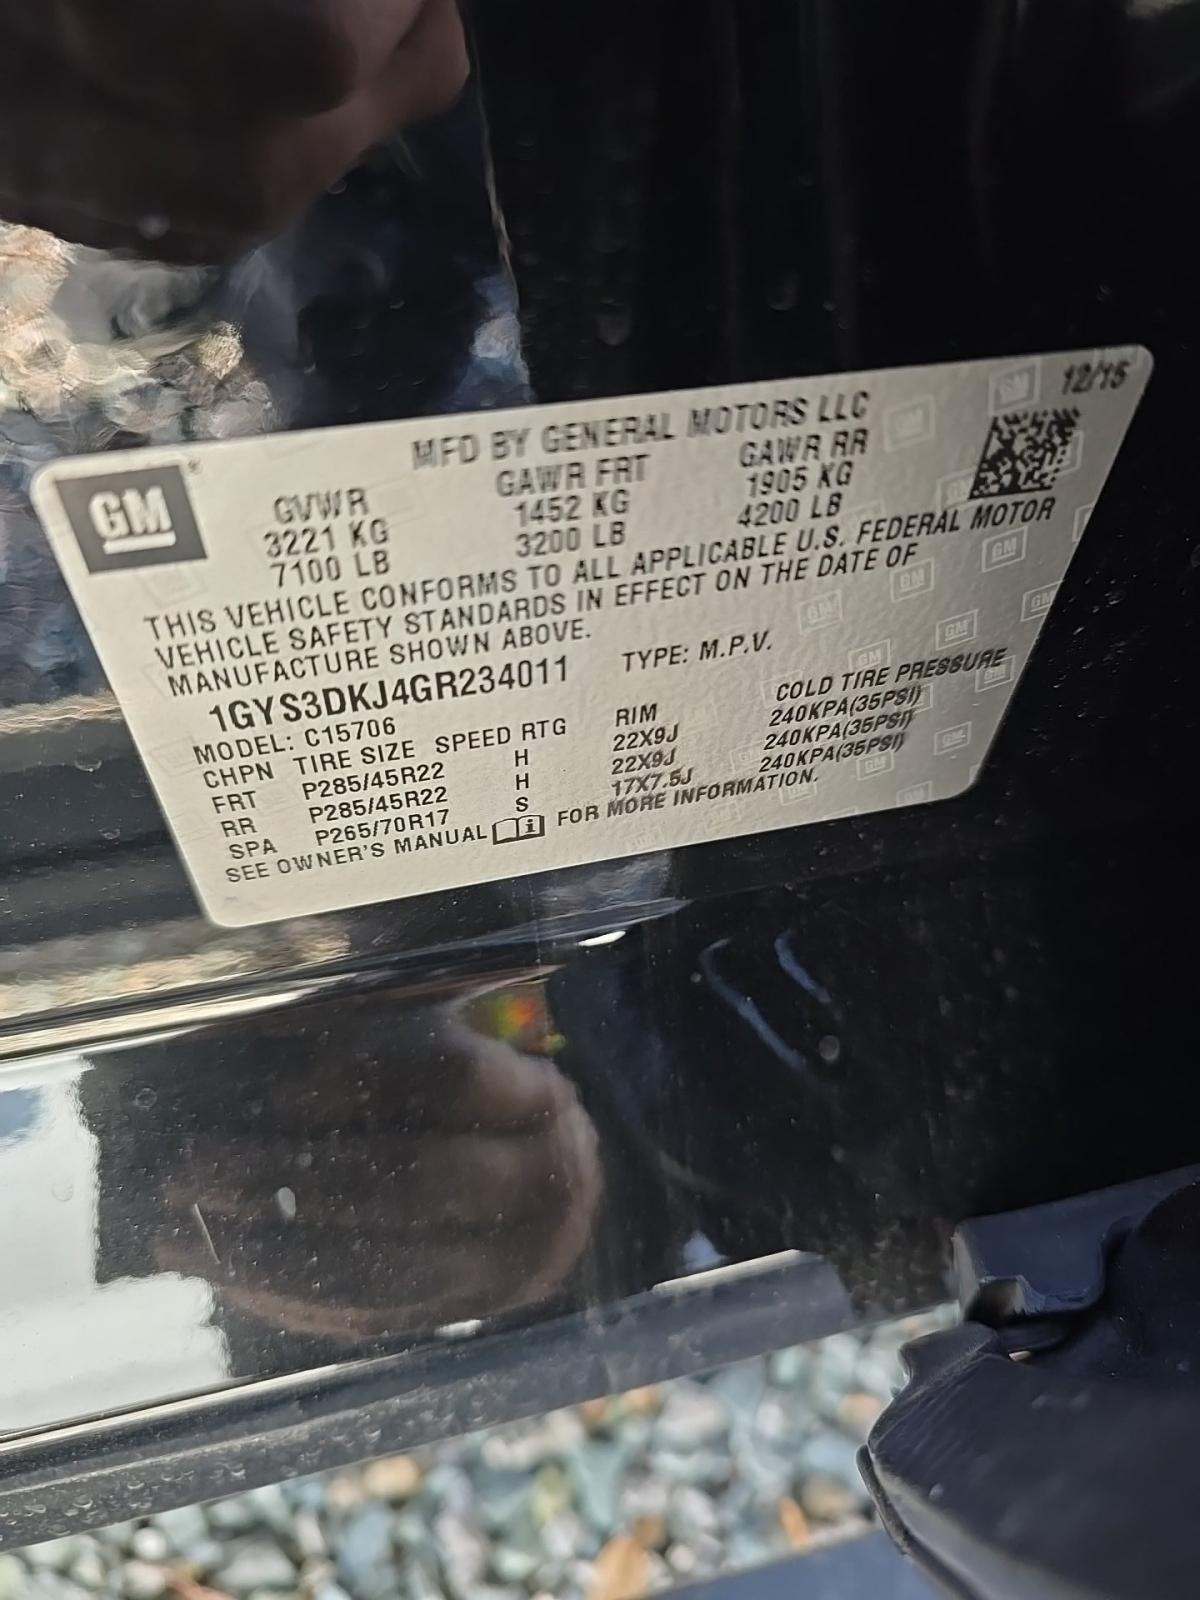 12/15
MFD BY GENERAL MOTORS LLC
GM ®
GVWR GAWR FRT GAWR RR
3221 KG 1452 KG 1905 KG
7100 LB 3200 LB 4200 LB
THIS VEHICLE CONFORMS TO ALL APPLICABLE U.S. FEDERAL MOTOR
VEHICLE SAFETY STANDARDS IN EFFECT ON THE DATE OF
MANUFACTURE SHOWN ABOVE.
1GYS3DKJ4GR234011 TYPE: M.P.V.
MODEL: C15706
CHPN TIRE SIZE SPEED RTG RIM COLD TIRE PRESSURE
FRT P285/45R22 H 22X9J 240KPA(35PSI)
RR P285/45R22 H 22X9J 240KPA(35PSI)
SPA P265/70R17 S 17X7.5J 240KPA(35PSI)
SEE OWNER'S MANUAL FOR MORE INFORMATION.